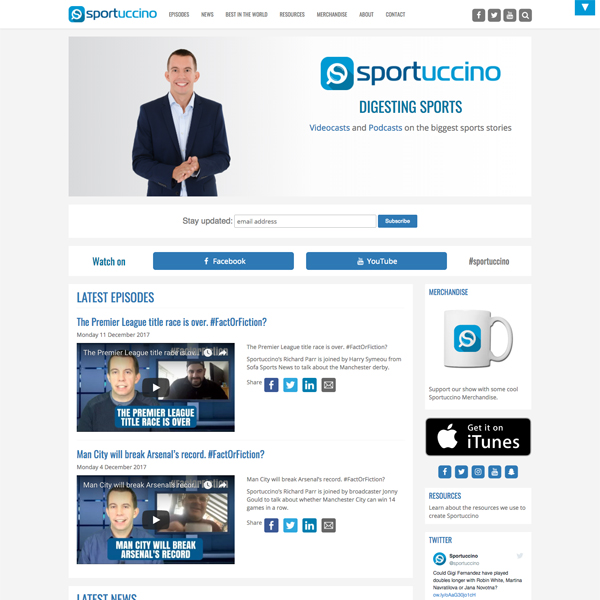 sportuccino
EPISODES NEWS BEST IN THE WORLD RESOURCES MERCHANDISE ABOUT CONTACT
sportuccino
DIGESTING SPORTS
Videocasts and Podcasts on the biggest sports stories
Stay updated: email address Subscribe
Watch on Facebook YouTube #sportuccino
LATEST EPISODES
The Premier League title race is over. #FactOrFiction?
Monday 11 December 2017
The Premier League title race is ov...
THE PREMIER LEAGUE
TITLE RACE IS OVER
The Premier League title race is over. #FactOrFiction?
Sportuccino's Richard Parr is joined by Harry Symeou from
Sofa Sports News to talk about the Manchester derby.
Share
Man City will break Arsenal's record. #FactOrFiction?
Monday 4 December 2017
Man City will break Arsenal's recor...
MAN CITY WILL BREAK
ARSENAL'S RECORD
Man City will break Arsenal's record. #FactOrFiction?
Sportuccino's Richard Parr is joined by broadcaster Jonny
Gould to talk about whether Manchester City can win 14
games in a row.
Share
LATEST NEWS
MERCHANDISE
Support our show with some cool
Sportuccino Merchandise.
Get it on
iTunes
RESOURCES
Learn about the resources we use to
create Sportuccino
TWITTER
Sportuccino
@sportuccino
Could Gigi Fernandez have played
doubles longer with Robin White, Martina
Navratilova or Jana Novotna?